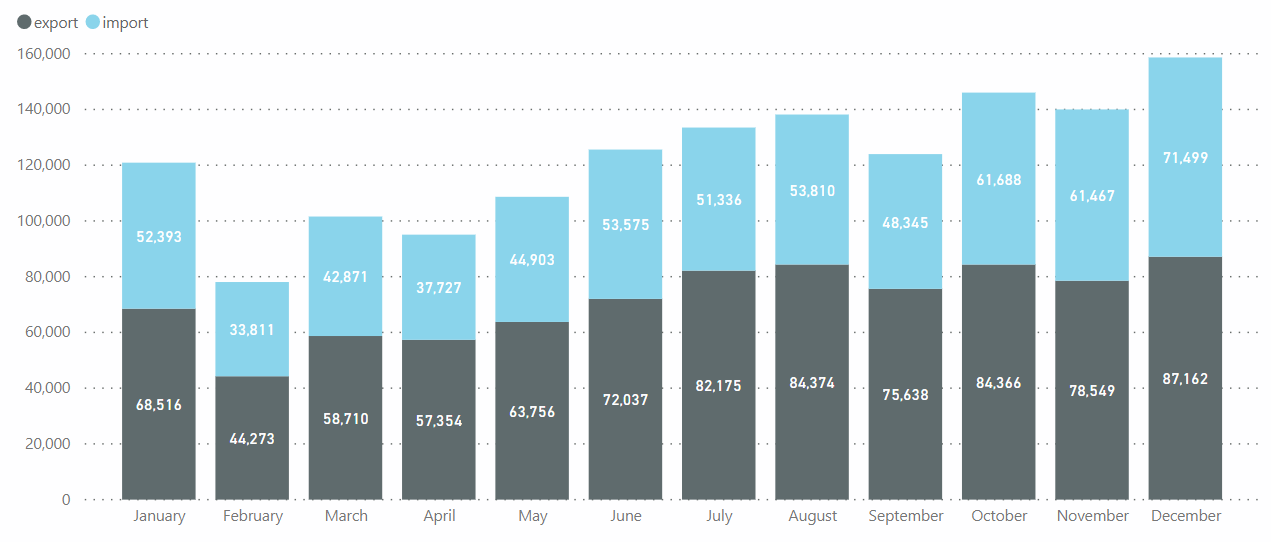 export import
160,000
140,000
120,000
100,000
80,000
60,000
40,000
20,000
0
52,393 33,811 42,871 37,727 44,903 53,575 51,336 53,810 48,345 61,688 61,467 71,499
68,516 44,273 58,710 57,354 63,756 72,037 82,175 84,374 75,638 84,366 78,549 87,162
January February March April May June July August September October November December